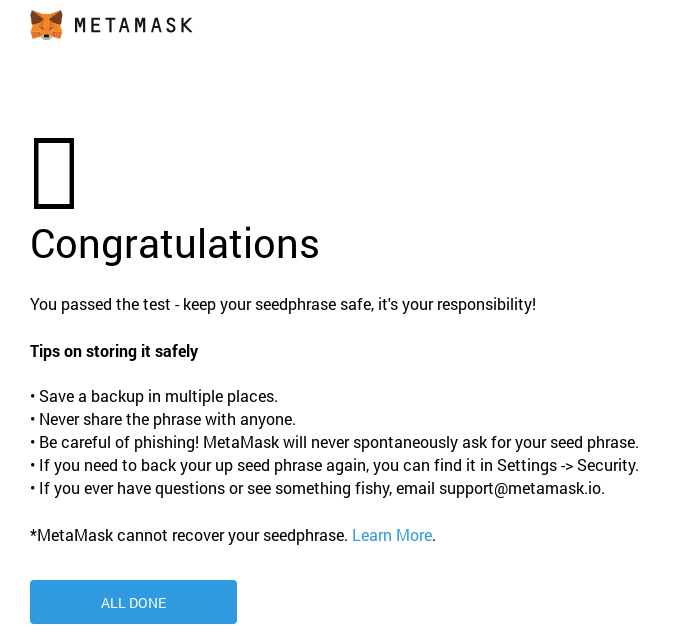 METAMASK
Congratulations
You passed the test - keep your seedphrase safe, it's your responsibility!
Tips on storing it safely
• Save a backup in multiple places.
• Never share the phrase with anyone.
• Be careful of phishing! MetaMask will never spontaneously ask for your seed phrase.
• If you need to back your up seed phrase again, you can find it in Settings -> Security.
• If you ever have questions or see something fishy, email support@metamask.io.
*MetaMask cannot recover your seedphrase. Learn More.
ALL DONE